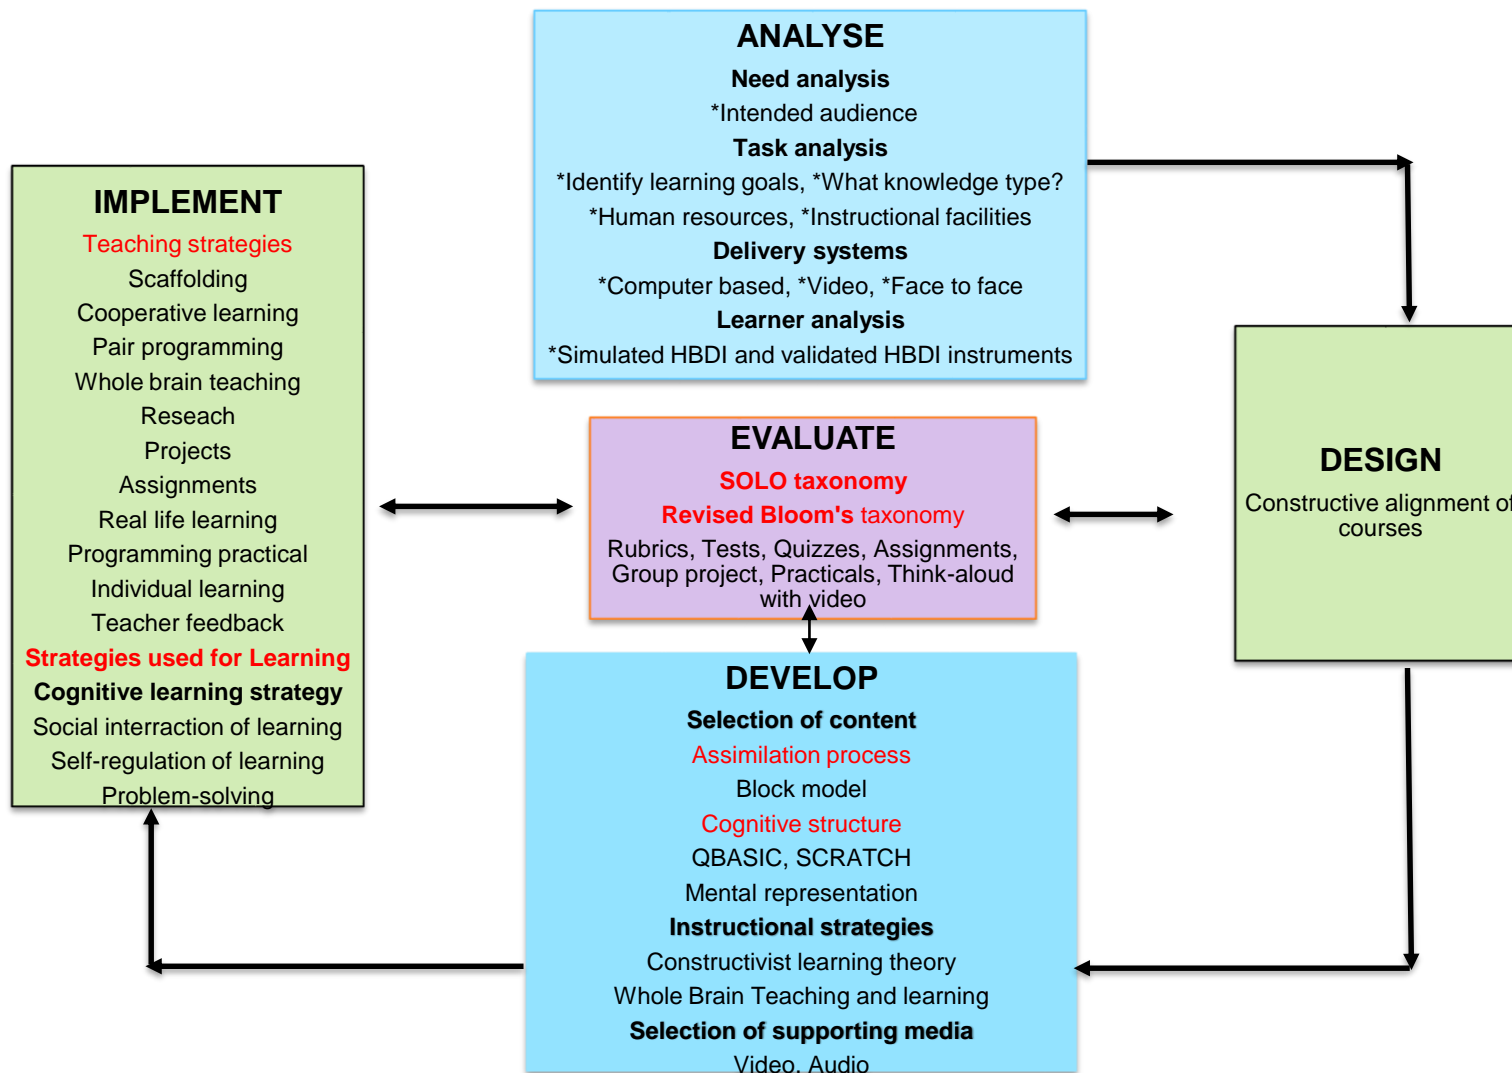 ANALYSE
Need analysis
*Intended audience
Task analysis
*Identify learning goals, *What knowledge type?
*Human resources, *Instructional facilities
Delivery systems
*Computer based, *Video, *Face to face
Learner analysis
*Simulated HBDI and validated HBDI instruments
IMPLEMENT
Teaching strategies
Scaffolding
Cooperative learning
Pair programming
Whole brain teaching
Reseach
Projects
Assignments
Real life learning
Programming practical
Individual learning
Teacher feedback
Strategies used for Learning
Cognitive learning strategy
Social interraction of learning
Self-regulation of learning
Problem-solving
EVALUATE
SOLO taxonomy
Revised Bloom's taxonomy
Rubrics, Tests, Quizzes, Assignments,
Group project, Practicals, Think-aloud
with video
DESIGN
Constructive alignment of
courses
DEVELOP
Selection of content
Assimilation process
Block model
Cognitive structure
QBASIC, SCRATCH
Mental representation
Instructional strategies
Constructivist learning theory
Whole Brain Teaching and learning
Selection of supporting media
Video, Audio